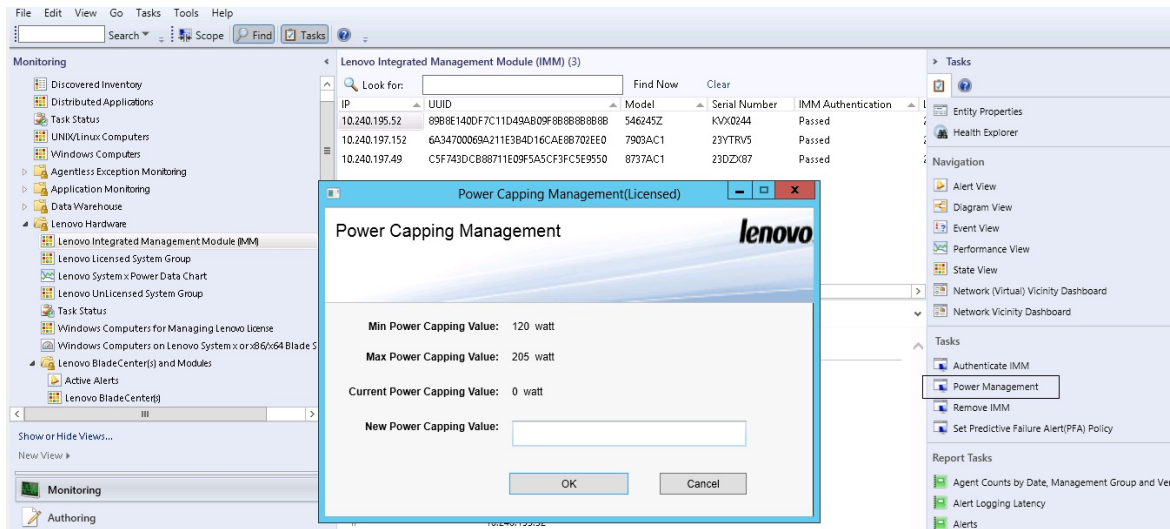 File Edit View Go Tasks Tools Help
Search Scope Find Tasks
Monitoring
Discovered Inventory
Distributed Applications
Task Status
UNIX/Linux Computers
Windows Computers
Agentless Exception Monitoring
Application Monitoring
Data Warehouse
Lenovo Hardware
Lenovo Integrated Management Module (IMM)
Lenovo Licensed System Group
Lenovo System x Power Data Chart
Lenovo UnLicensed System Group
Task Status
Windows Computers for Managing Lenovo License
Windows Computers on Lenovo System x or x86/x64 Blade S
Lenovo BladeCenter(s) and Modules
Active Alerts
Lenovo BladeCenter(s)
Show or Hide Views...
New View
Monitoring
Authoring
Lenovo Integrated Management Module (IMM) (3)
Look for: Find Now Clear
IP UUID Model Serial Number IMM Authentication
10.240.195.52 89B8E140DF7C11D49AB09F8B8B8B8B8B 546245Z KVX0244 Passed
10.240.197.152 6A34700069A211E3B4D16CAE8B702EE0 7903AC1 23YTRV5 Passed
10.240.197.49 C5F743DCB88711E09F5A5CF3FC5E9550 8737AC1 23DZX87 Passed
Power Capping Management(Licensed)
Power Capping Management
lenovo
Min Power Capping Value: 120 watt
Max Power Capping Value: 205 watt
Current Power Capping Value: 0 watt
New Power Capping Value:
OK Cancel
Tasks
Entity Properties
Health Explorer
Navigation
Alert View
Diagram View
Event View
Performance View
State View
Network (Virtual) Vicinity Dashboard
Network Vicinity Dashboard
Tasks
Authenticate IMM
Power Management
Remove IMM
Set Predictive Failure Alert(PFA) Policy
Report Tasks
Agent Counts by Date, Management Group and Ver
Alert Logging Latency
Alerts